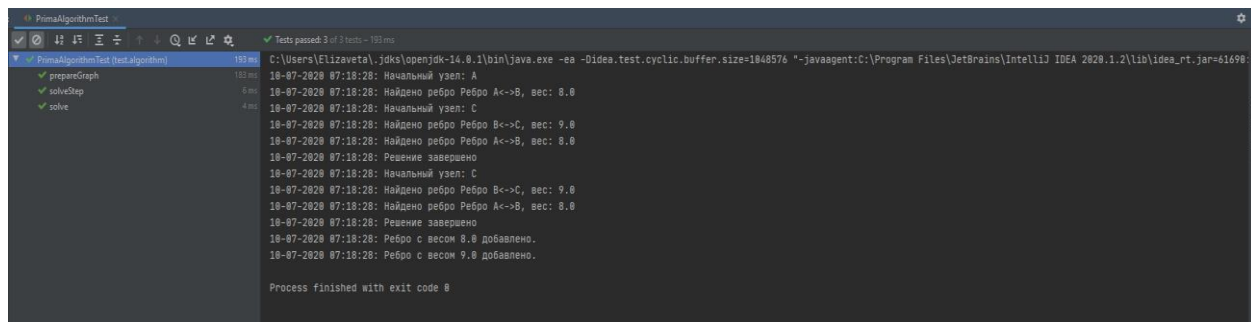 PrimaAlgorithmTest
Tests passed: 3 of 3 tests – 193 ms
PrimaAlgorithmTest (test.algorithm) 193 ms
prepareGraph 183 ms
solveStep 6 ms
solve 4 ms
C:\Users\Elizaveta\.jdks\openjdk-14.0.1\bin\java.exe -ea -Didea.test.cyclic.buffer.size=1048576 "-javaagent:C:\Program Files\JetBrains\IntelliJ IDEA 2020.1.2\lib\idea_rt.jar=61690:
10-07-2020 07:18:28: Начальный узел: A
10-07-2020 07:18:28: Найдено ребро Ребро A<->B, вес: 8.0
10-07-2020 07:18:28: Начальный узел: C
10-07-2020 07:18:28: Найдено ребро Ребро B<->C, вес: 9.0
10-07-2020 07:18:28: Найдено ребро Ребро A<->B, вес: 8.0
10-07-2020 07:18:28: Решение завершено
10-07-2020 07:18:28: Начальный узел: C
10-07-2020 07:18:28: Найдено ребро Ребро B<->C, вес: 9.0
10-07-2020 07:18:28: Найдено ребро Ребро A<->B, вес: 8.0
10-07-2020 07:18:28: Решение завершено
10-07-2020 07:18:28: Ребро с весом 8.0 добавлено.
10-07-2020 07:18:28: Ребро с весом 9.0 добавлено.
Process finished with exit code 0